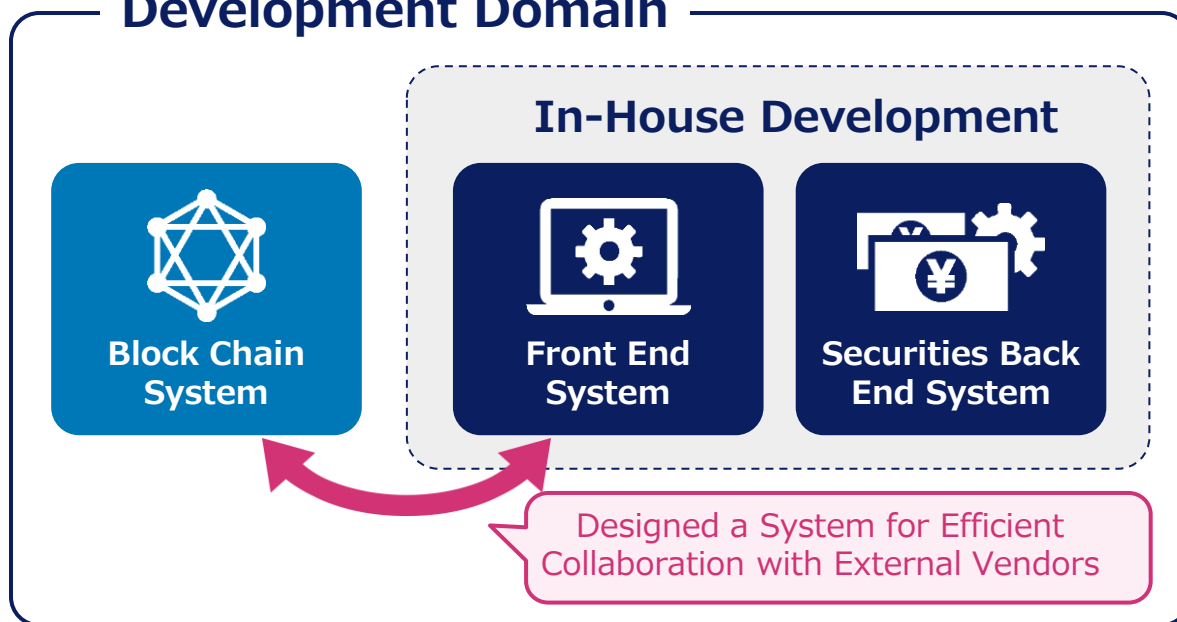 Development Domain
In-House Development
Block Chain
System
Front End
System
Securities Back
End System
¥
¥
Designed a System for Efficient
Collaboration with External Vendors